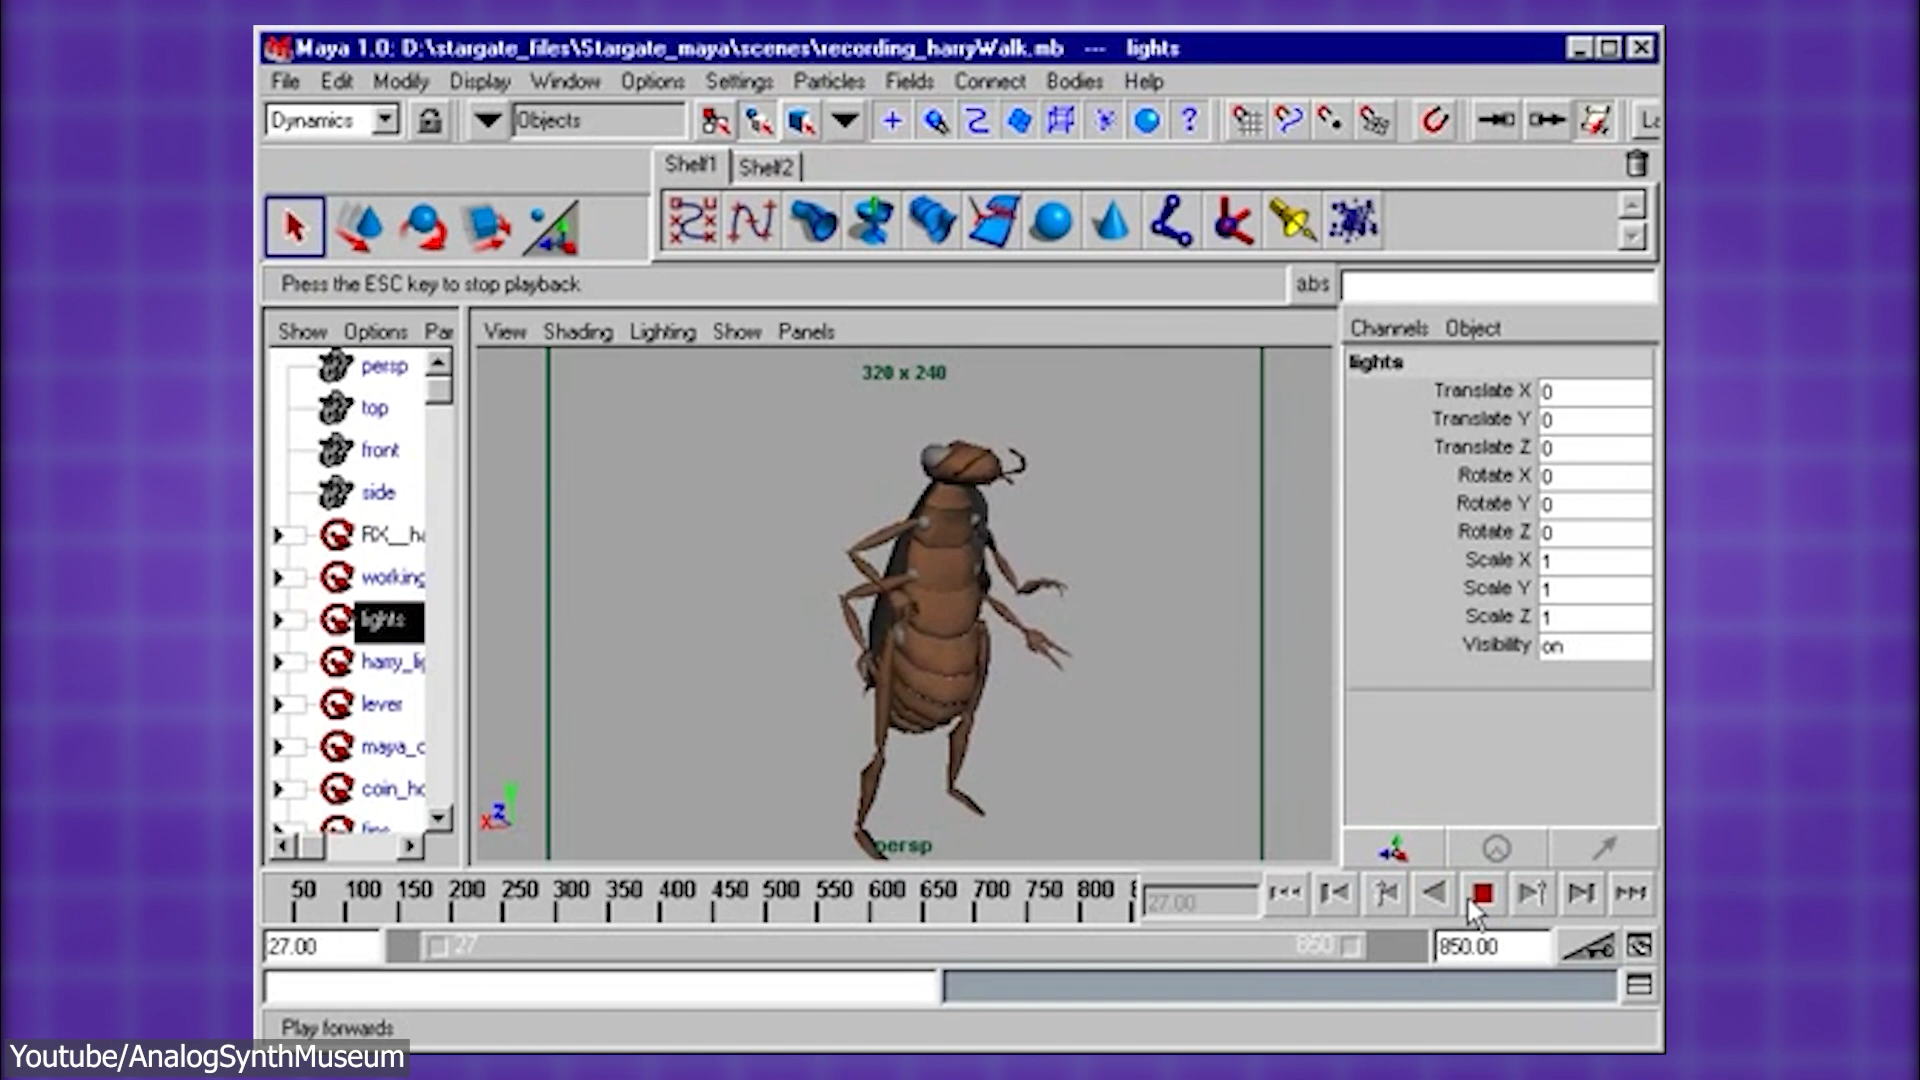 Maya 1.0: D:\stargate_files\Stargate_maya\scenes\recording_harryWalk.mb --- lights
File Edit Modify Display Window Options Settings Particles Fields Connect Bodies Help
Dynamics Objects
Shelf1 Shelf2
Press the ESC key to stop playback.
abs
Show Options
persp
top
front
side
working
lights
lever
View Shading Lighting Show Panels
320 x 240
persp
Channels Object
lights
Translate X 0
Translate Y 0
Translate Z 0
Rotate X 0
Rotate Y 0
Rotate Z 0
Scale X 1
Scale Y 1
Scale Z 1
Visibility on
50 100 150 200 250 300 350 400 450 500 550 600 650 700 750 800
27.00
27.00 27 850 850.00
Play forwards
Youtube/AnalogSynthMuseum